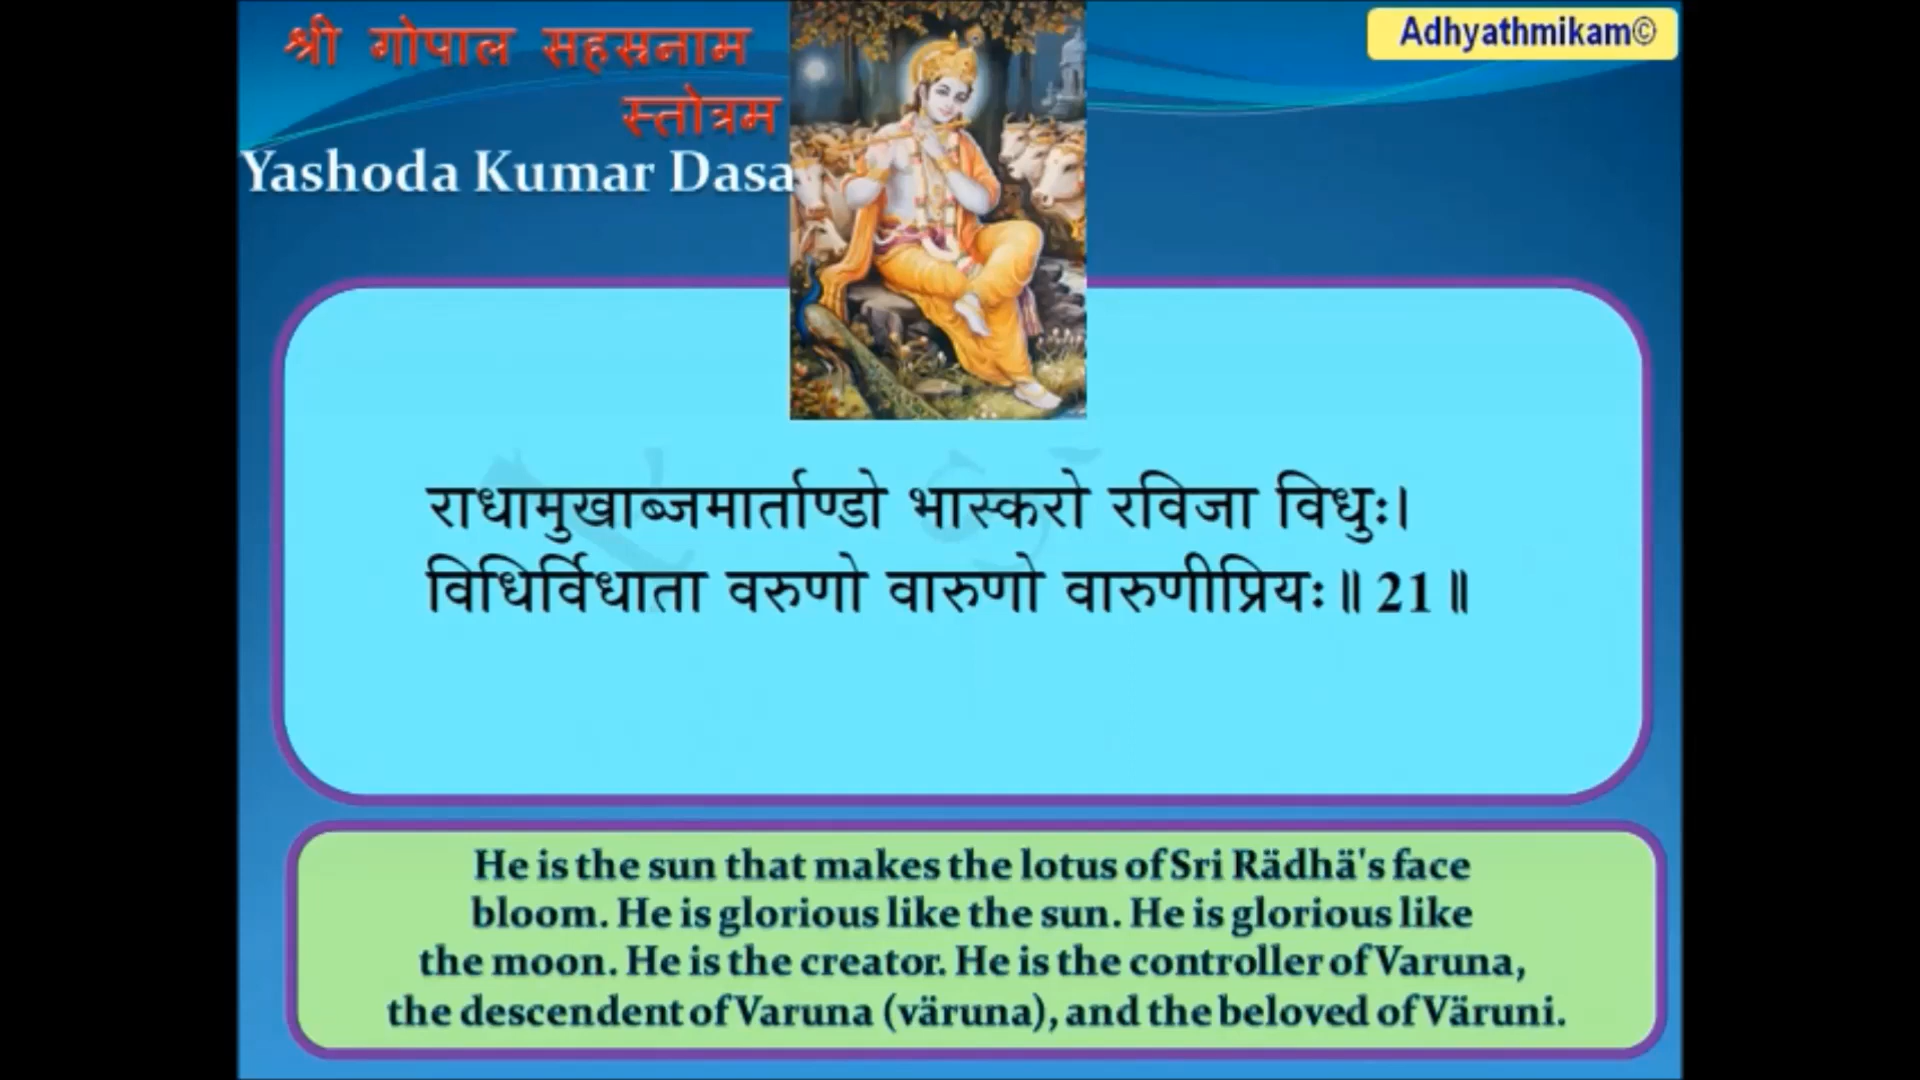 श्री गोपाल सहस्रनाम
स्तोत्रम
Yashoda Kumar Dasa
Adhyathmikam©
राधामुखाब्जमार्ताण्डो भास्करो रविजा विधुः।
विधिर्विधाता वरुणो वारुणो वारुणीप्रियः॥ 21॥
He is the sun that makes the lotus of Sri Rädhä's face
bloom. He is glorious like the sun. He is glorious like
the moon. He is the creator. He is the controller of Varuna,
the descendent of Varuna (väruna), and the beloved of Väruni.